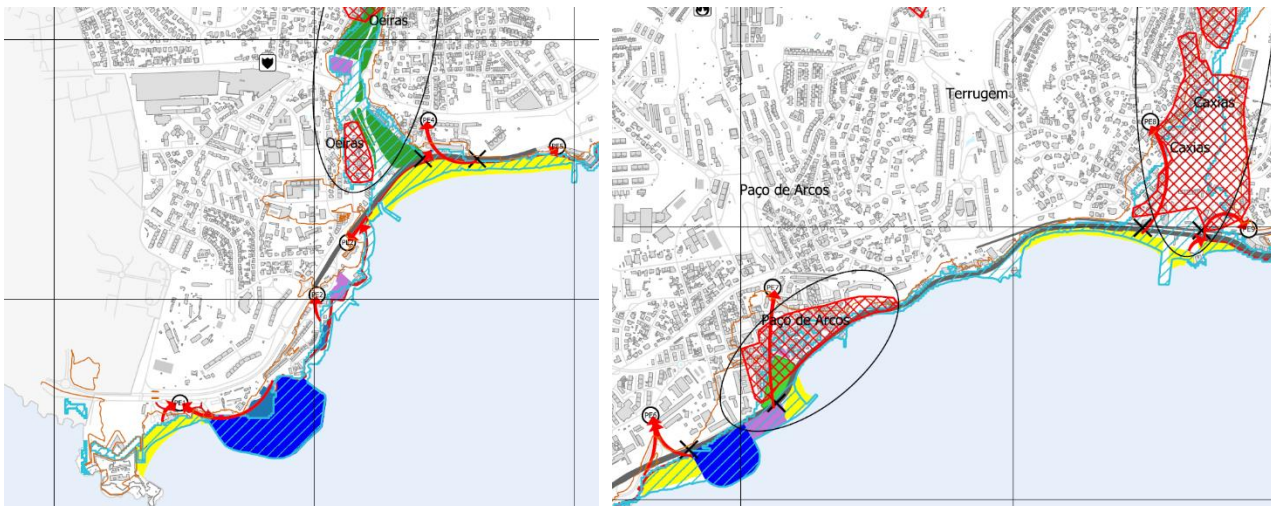 Oeiras
PE4
Oeiras
PE5
PE3
PE2
PE1
Caxias
Terrugem
PE8
Caxias
Paço de Arcos
PE9
PE7
Paço de Arcos
PE6